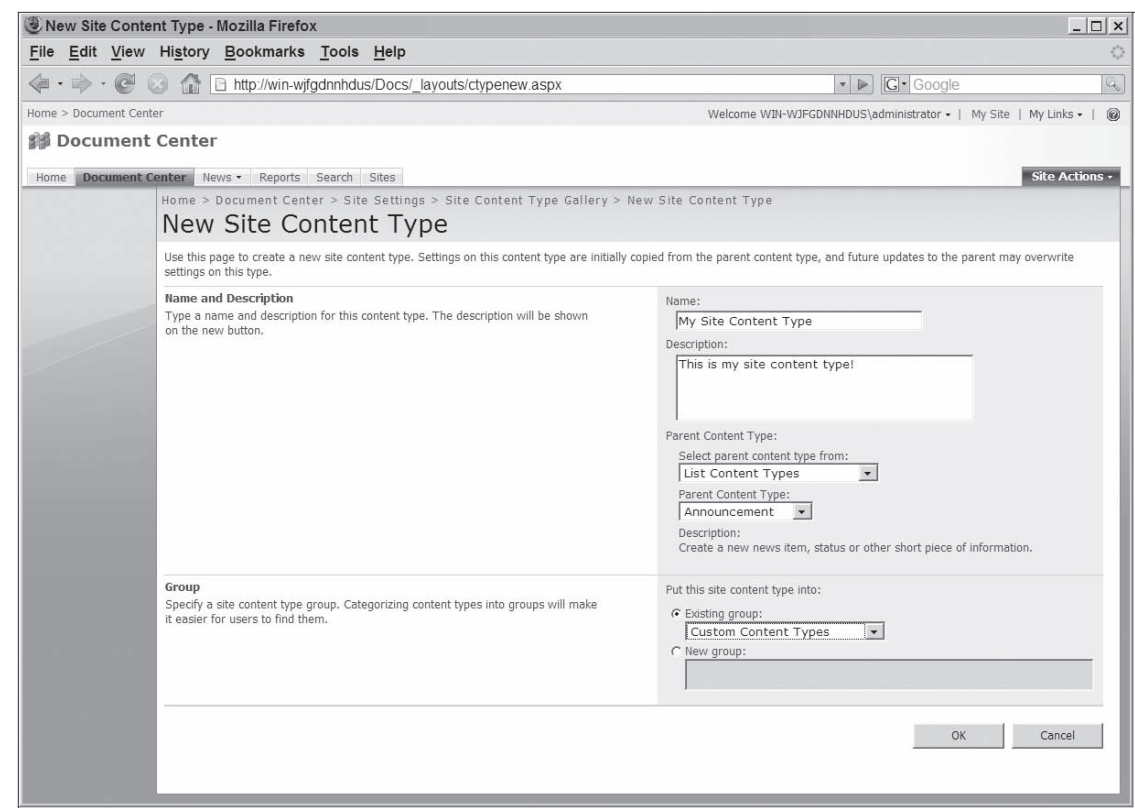 New Site Content Type - Mozilla Firefox
File Edit View History Bookmarks Tools Help
http://win-wjfgdnnhdus/Docs/_layouts/ctypenew.aspx
G Google
Home > Document Center
Welcome WIN-WJFGDNNHDUS\administrator | My Site | My Links |
Document Center
Home Document Center News Reports Search Sites
Site Actions
Home > Document Center > Site Settings > Site Content Type Gallery > New Site Content Type
New Site Content Type
Use this page to create a new site content type. Settings on this content type are initially copied from the parent content type, and future updates to the parent may overwrite
settings on this type.
Name and Description
Type a name and description for this content type. The description will be shown
on the new button.
Name:
My Site Content Type
Description:
This is my site content type!
Parent Content Type:
Select parent content type from:
List Content Types
Parent Content Type:
Announcement
Description:
Create a new news item, status or other short piece of information.
Group
Specify a site content type group. Categorizing content types into groups will make
it easier for users to find them.
Put this site content type into:
Existing group:
Custom Content Types
New group:
OK
Cancel